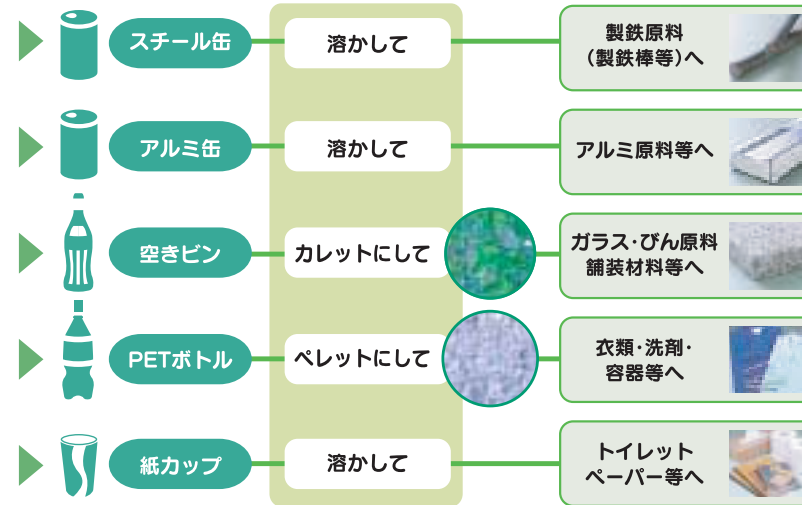 スチール缶
溶かして
製鉄原料
（製鉄棒等）へ
アルミ缶
溶かして
アルミ原料等へ
空きビン
カレットにして
ガラス・びん原料
舗装材料等へ
PETボトル
ペレットにして
衣類・洗剤・
容器等へ
紙カップ
溶かして
トイレット
ペーパー等へ